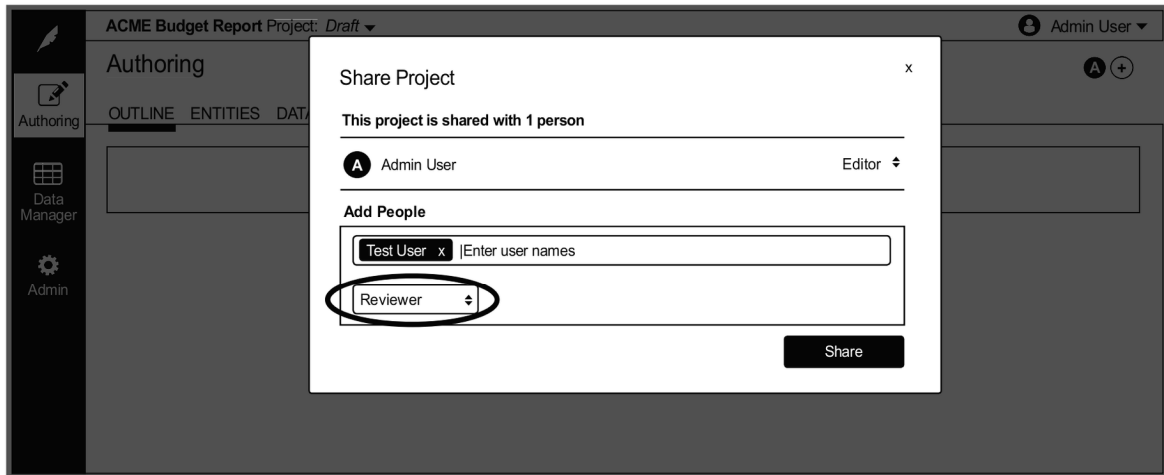 ACME Budget Report Project: Draft
Admin User
Authoring
A +
Authoring
OUTLINE ENTITIES DATA
Data
Manager
Admin
Share Project
x
This project is shared with 1 person
A Admin User Editor
Add People
Test User x |Enter user names
Reviewer
Share